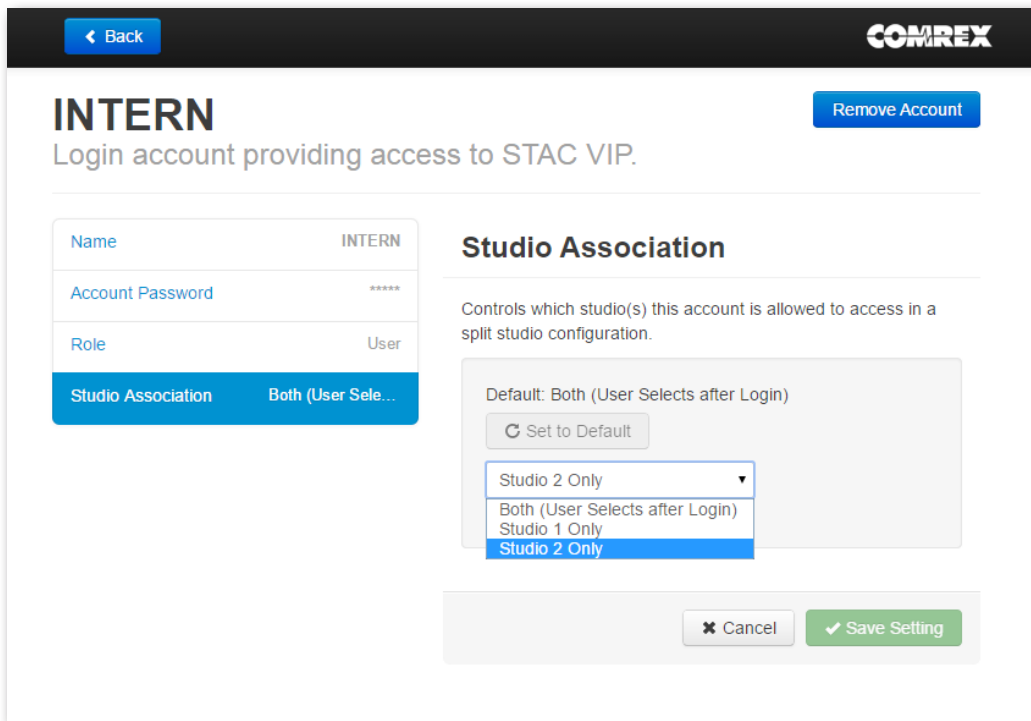 Back
COMREX
INTERN
Remove Account
Login account providing access to STAC VIP.
Name INTERN
Account Password *****
Role User
Studio Association Both (User Sele...
Studio Association
Controls which studio(s) this account is allowed to access in a
split studio configuration.
Default: Both (User Selects after Login)
Set to Default
Studio 2 Only
Both (User Selects after Login)
Studio 1 Only
Studio 2 Only
Cancel
Save Setting